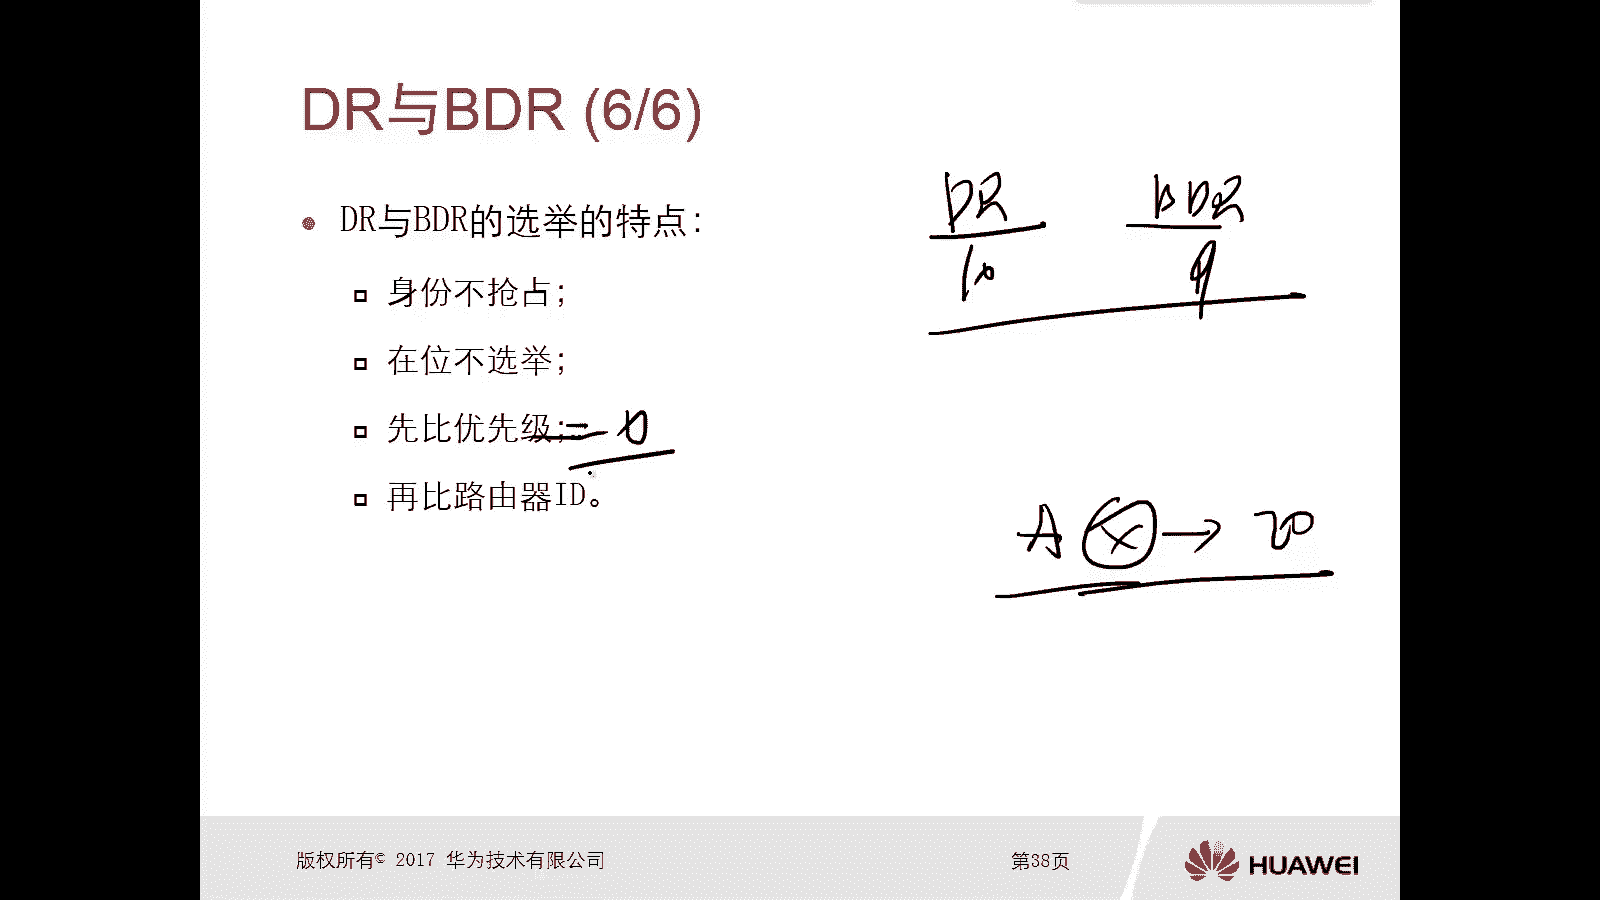 DR与BDR (6/6)
DR与BDR的选举的特点：
身份不抢占；
在位不选举；
先比优先级；= 0
再比路由器ID。
DR BDR
10 9
A X → 20
版权所有© 2017 华为技术有限公司
第38页
HUAWEI